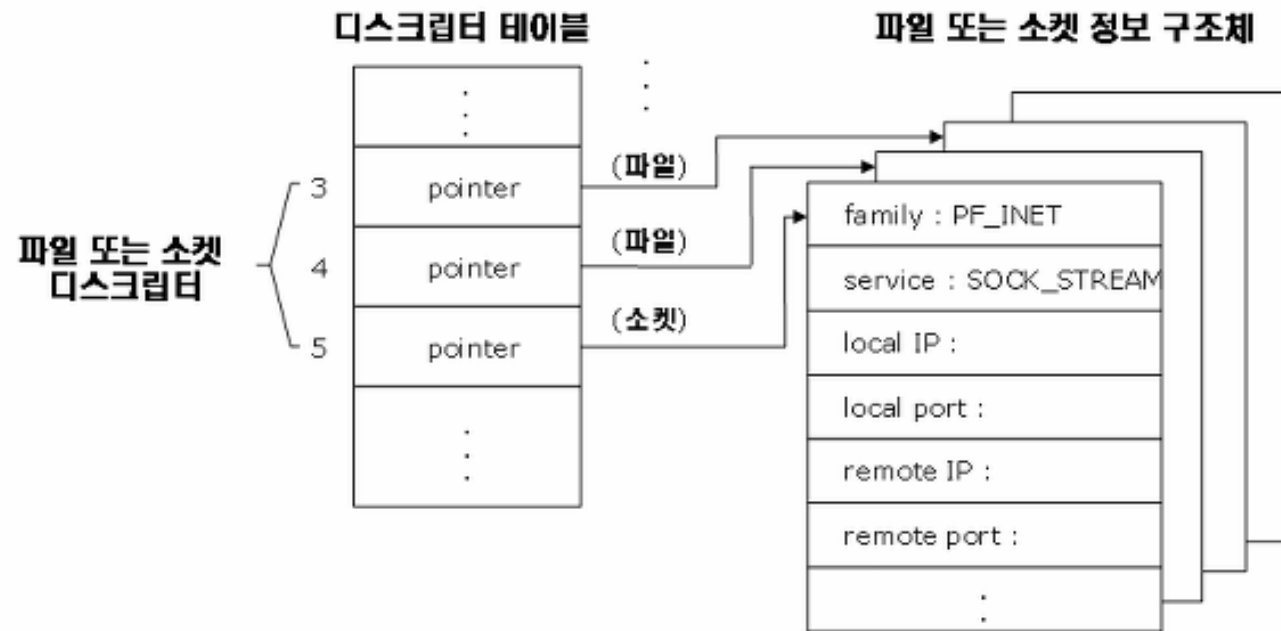 디스크립터 테이블
파일 또는 소켓 정보 구조체
파일 또는 소켓
디스크립터
3
pointer
(파일)
4
pointer
(파일)
5
pointer
(소켓)
family : PF_INET
service : SOCK_STREAM
local IP :
local port :
remote IP :
remote port :